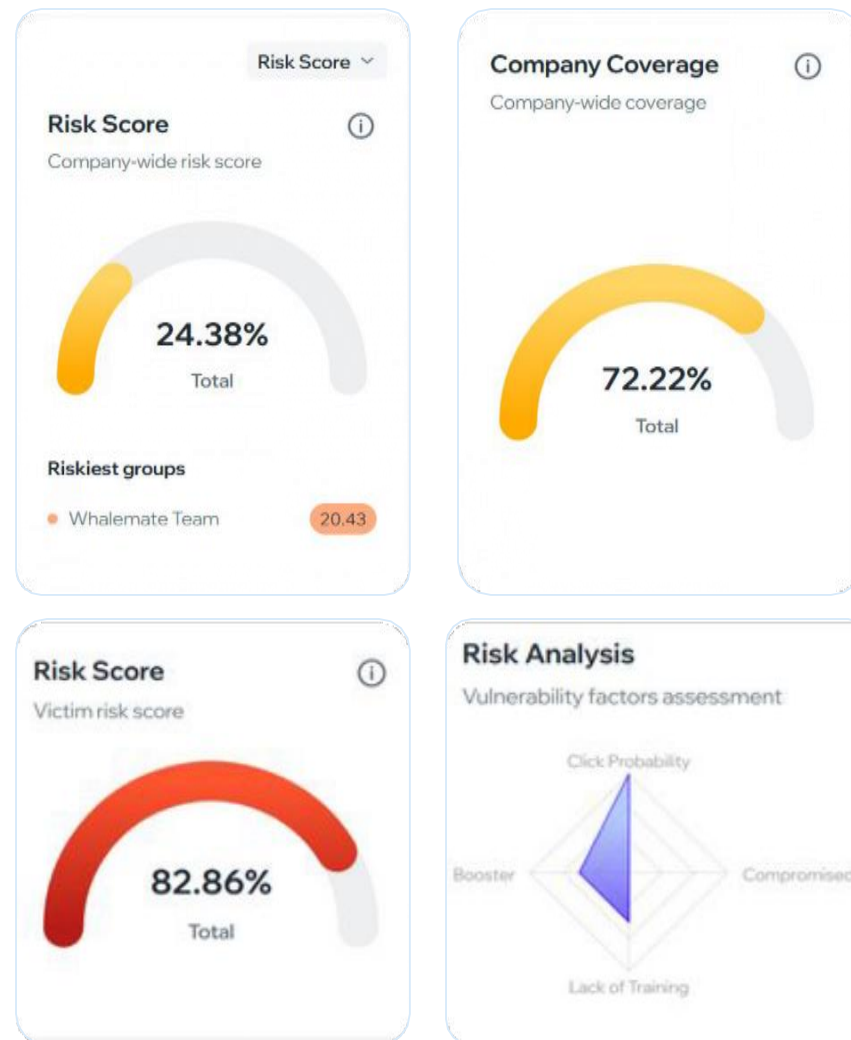 Risk Score
Risk Score
Company-wide risk score
24.38%
Total
Riskiest groups
Whalemate Team
20.43
Company Coverage
Company-wide coverage
72.22%
Total
Risk Score
Victim risk score
82.86%
Total
Risk Analysis
Vulnerability factors assessment
Click Probability
Booster
Compromised
Lack of Training